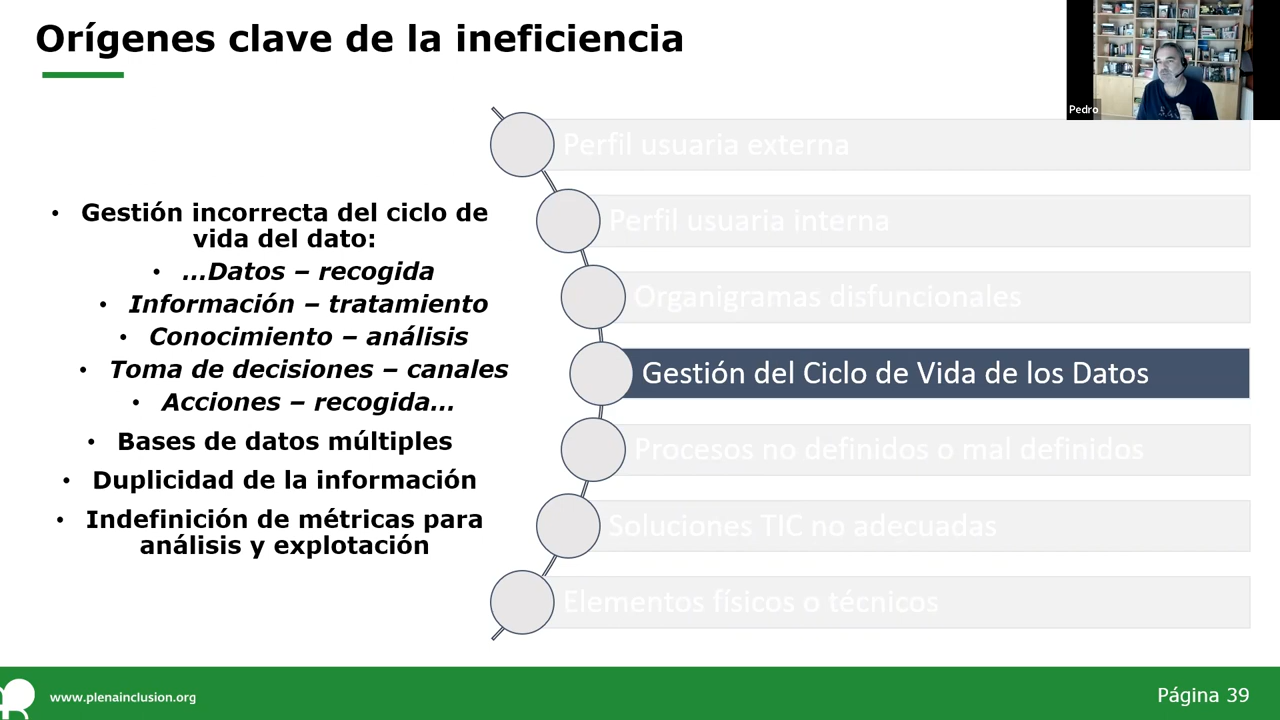 Orígenes clave de la ineficiencia
Pedro
• Gestión incorrecta del ciclo de
vida del dato:
• ...Datos – recogida
• Información – tratamiento
• Conocimiento – análisis
• Toma de decisiones – canales
• Acciones – recogida...
• Bases de datos múltiples
• Duplicidad de la información
• Indefinición de métricas para
análisis y explotación
Perfil usuaria externa
Perfil usuaria interna
Organigramas disfuncionales
Gestión del Ciclo de Vida de los Datos
Procesos no definidos o mal definidos
Soluciones TIC no adecuadas
Elementos físicos o técnicos
www.plenainclusion.org
Página 39